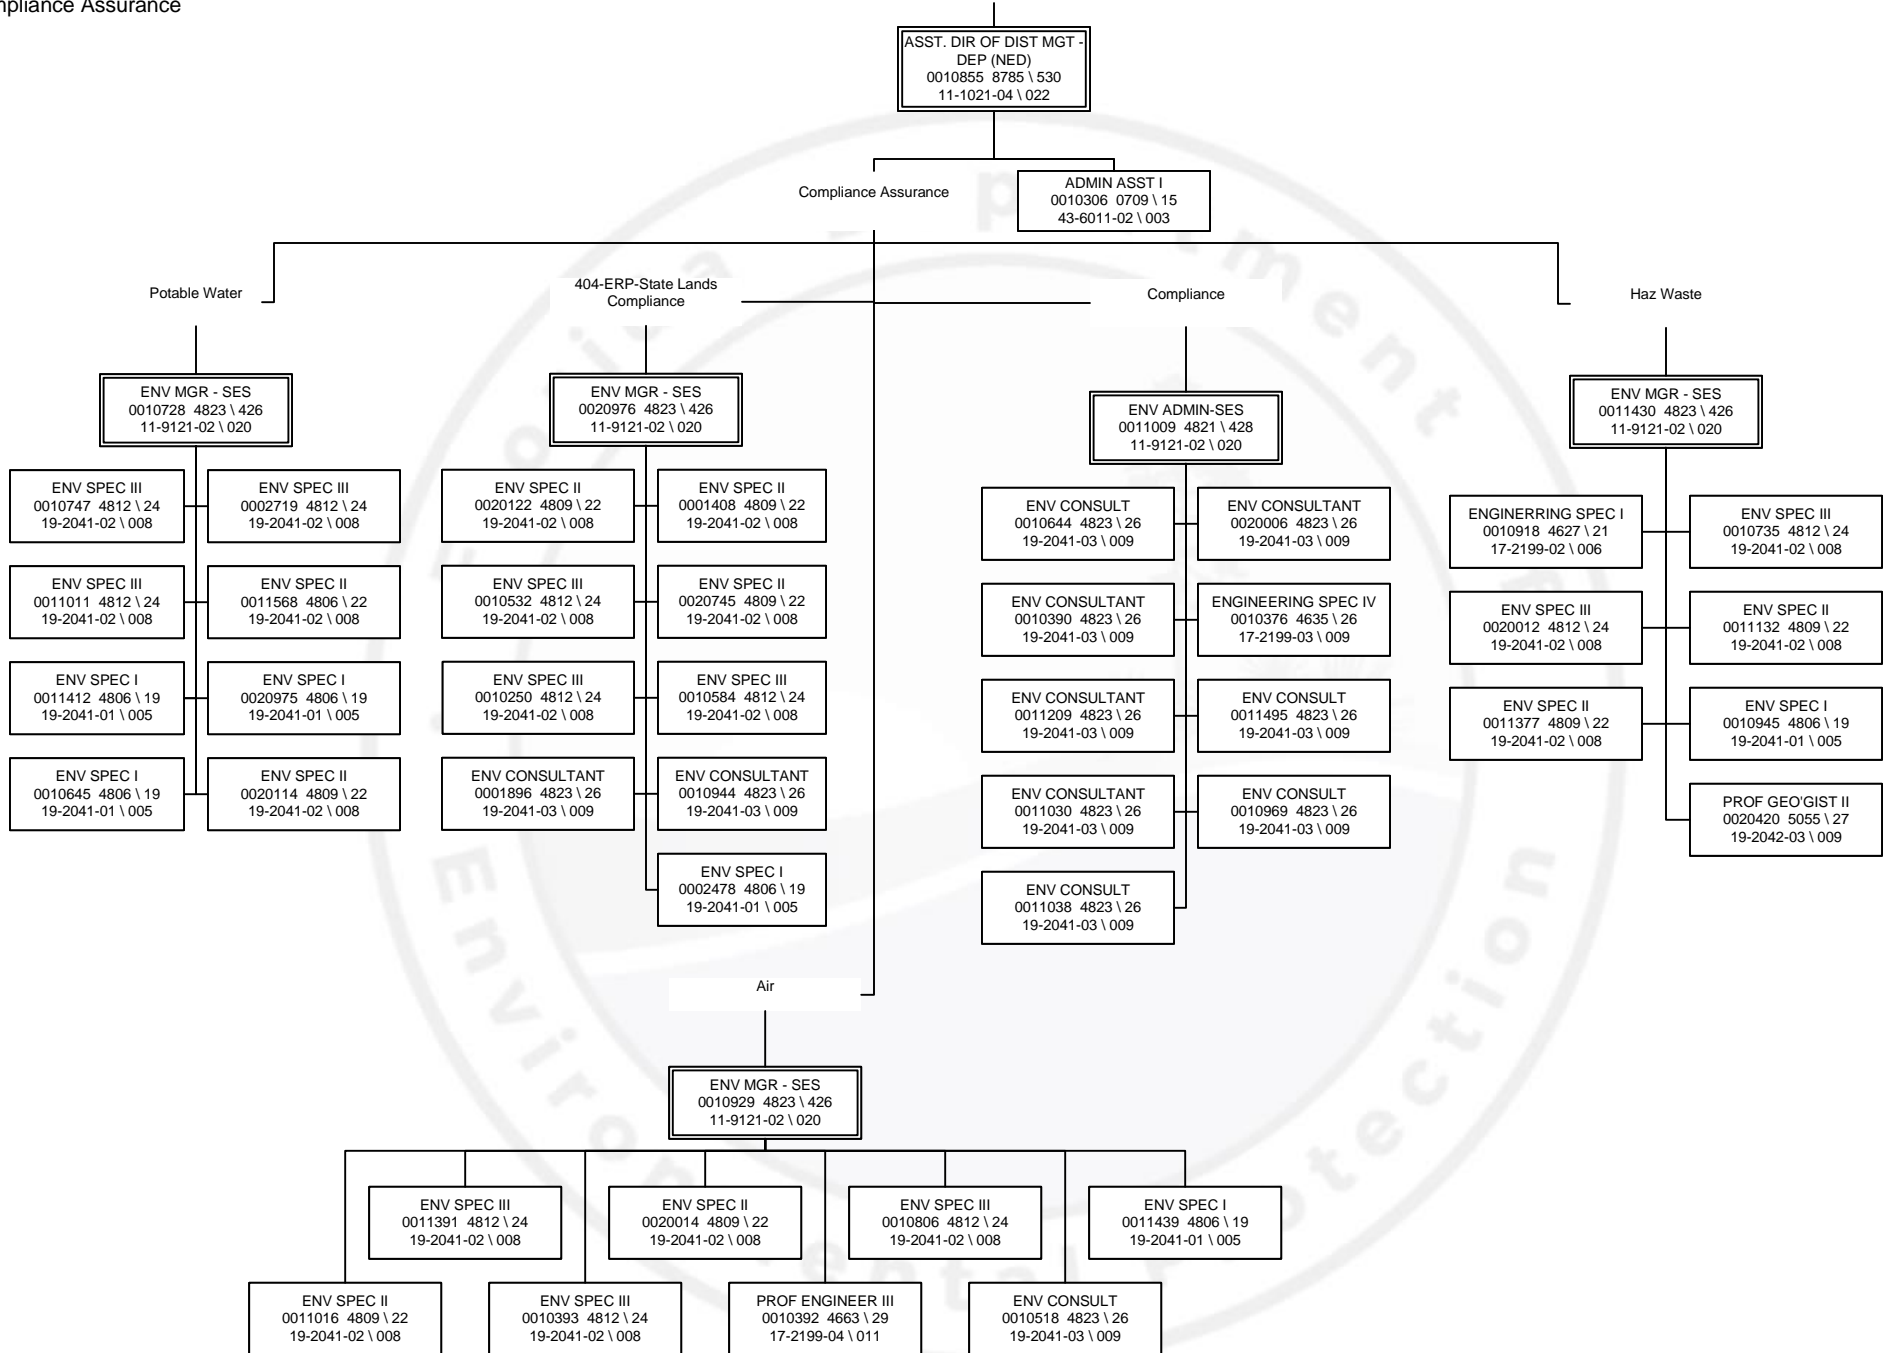 mpliance Assurance
ASST. DIR OF DIST MGT -
DEP (NED)
0010855 8785 \ 530
11-1021-04 \ 022
Compliance Assurance
ADMIN ASST I
0010306 0709 \ 15
43-6011-02 \ 003
Potable Water
404-ERP-State Lands
Compliance
Compliance
Haz Waste
ENV MGR - SES
0010728 4823 \ 426
11-9121-02 \ 020
ENV MGR - SES
0020976 4823 \ 426
11-9121-02 \ 020
ENV ADMIN-SES
0011009 4821 \ 428
11-9121-02 \ 020
ENV MGR - SES
0011430 4823 \ 426
11-9121-02 \ 020
ENV SPEC III
0010747 4812 \ 24
19-2041-02 \ 008
ENV SPEC III
0002719 4812 \ 24
19-2041-02 \ 008
ENV SPEC III
0011011 4812 \ 24
19-2041-02 \ 008
ENV SPEC II
0011568 4806 \ 22
19-2041-02 \ 008
ENV SPEC I
0011412 4806 \ 19
19-2041-01 \ 005
ENV SPEC I
0020975 4806 \ 19
19-2041-01 \ 005
ENV SPEC I
0010645 4806 \ 19
19-2041-01 \ 005
ENV SPEC II
0020114 4809 \ 22
19-2041-02 \ 008
ENV SPEC II
0020122 4809 \ 22
19-2041-02 \ 008
ENV SPEC II
0001408 4809 \ 22
19-2041-02 \ 008
ENV SPEC III
0010532 4812 \ 24
19-2041-02 \ 008
ENV SPEC II
0020745 4809 \ 22
19-2041-02 \ 008
ENV SPEC III
0010250 4812 \ 24
19-2041-02 \ 008
ENV SPEC III
0010584 4812 \ 24
19-2041-02 \ 008
ENV CONSULTANT
0001896 4823 \ 26
19-2041-03 \ 009
ENV CONSULTANT
0010944 4823 \ 26
19-2041-03 \ 009
ENV SPEC I
0002478 4806 \ 19
19-2041-01 \ 005
ENV CONSULT
0010644 4823 \ 26
19-2041-03 \ 009
ENV CONSULTANT
0020006 4823 \ 26
19-2041-03 \ 009
ENV CONSULTANT
0010390 4823 \ 26
19-2041-03 \ 009
ENGINEERING SPEC IV
0010376 4635 \ 26
17-2199-03 \ 009
ENV CONSULTANT
0011209 4823 \ 26
19-2041-03 \ 009
ENV CONSULT
0011495 4823 \ 26
19-2041-03 \ 009
ENV CONSULTANT
0011030 4823 \ 26
19-2041-03 \ 009
ENV CONSULT
0010969 4823 \ 26
19-2041-03 \ 009
ENV CONSULT
0011038 4823 \ 26
19-2041-03 \ 009
ENGINERRING SPEC I
0010918 4627 \ 21
17-2199-02 \ 006
ENV SPEC III
0010735 4812 \ 24
19-2041-02 \ 008
ENV SPEC III
0020012 4812 \ 24
19-2041-02 \ 008
ENV SPEC II
0011132 4809 \ 22
19-2041-02 \ 008
ENV SPEC II
0011377 4809 \ 22
19-2041-02 \ 008
ENV SPEC I
0010945 4806 \ 19
19-2041-01 \ 005
PROF GEO'GIST II
0020420 5055 \ 27
19-2042-03 \ 009
Air
ENV MGR - SES
0010929 4823 \ 426
11-9121-02 \ 020
ENV SPEC III
0011391 4812 \ 24
19-2041-02 \ 008
ENV SPEC II
0020014 4809 \ 22
19-2041-02 \ 008
ENV SPEC III
0010806 4812 \ 24
19-2041-02 \ 008
ENV SPEC I
0011439 4806 \ 19
19-2041-01 \ 005
ENV SPEC II
0011016 4809 \ 22
19-2041-02 \ 008
ENV SPEC III
0010393 4812 \ 24
19-2041-02 \ 008
PROF ENGINEER III
0010392 4663 \ 29
17-2199-04 \ 011
ENV CONSULT
0010518 4823 \ 26
19-2041-03 \ 009